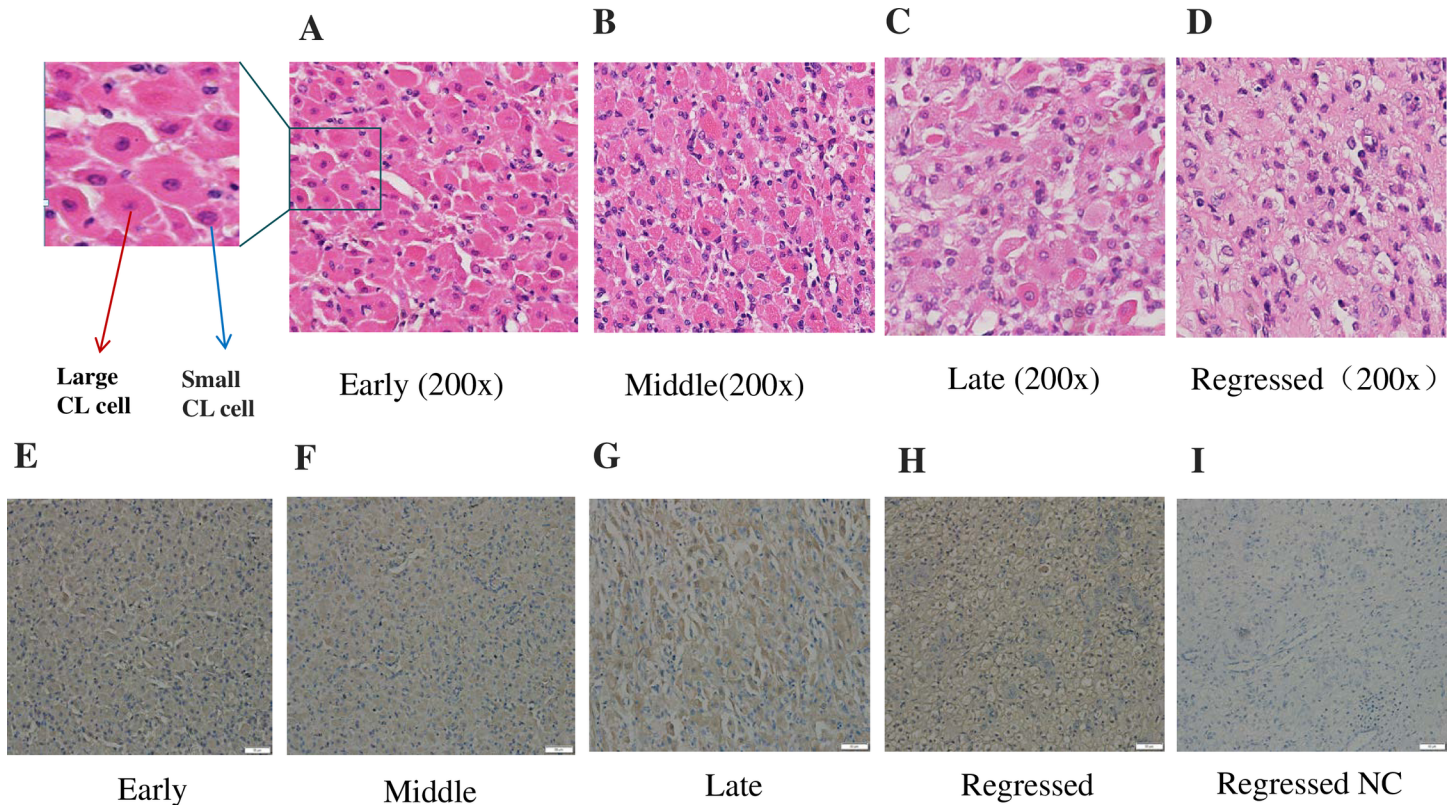 A
B
C
D
Large
CL cell
Small
CL cell
Early (200x)
Middle(200x)
Late (200x)
Regressed（200x）
E
F
G
H
I
Early
Middle
Late
Regressed
Regressed NC